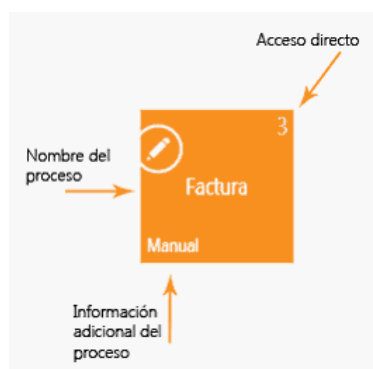 Acceso directo
3
Nombre del
proceso
Factura
Manual
Información
adicional del
proceso